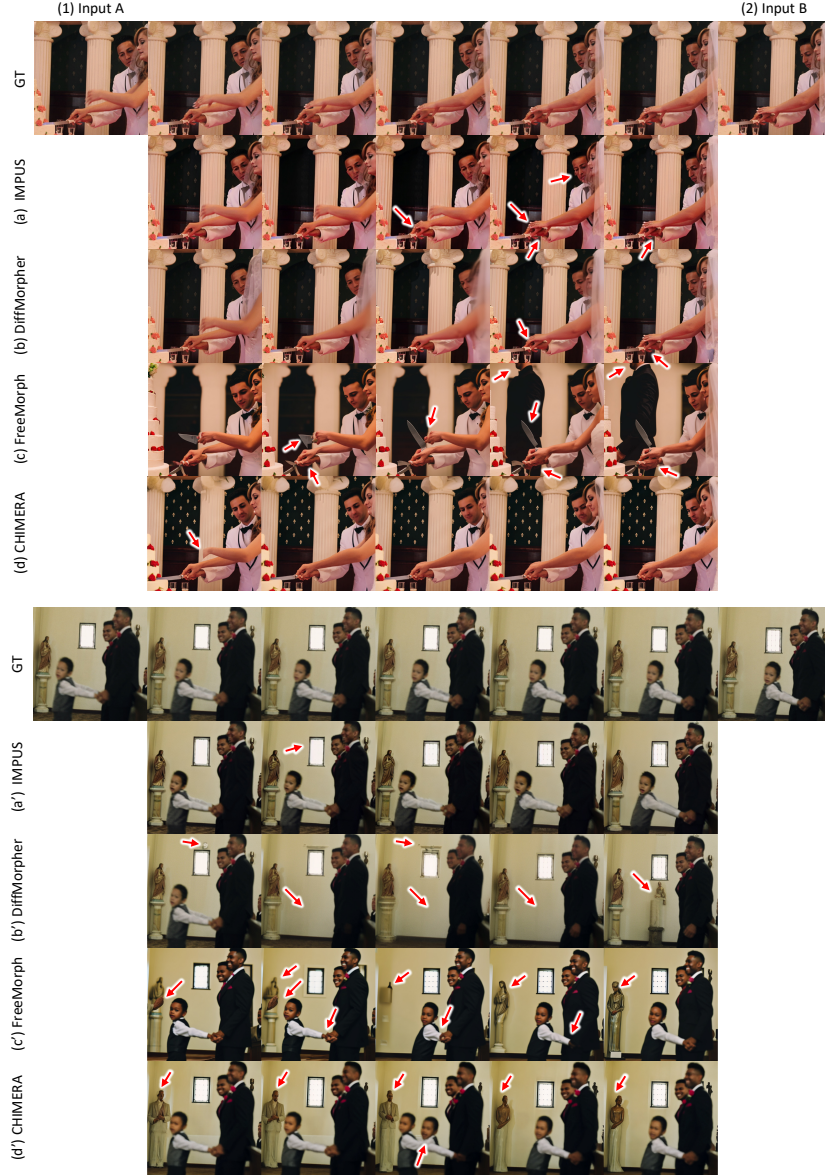 (1) Input A
(2) Input B
GT
(a) IMPUS
(b) DiffMorpher
(c) FreeMorph
(d) CHIMERA
GT
(a') IMPUS
(b') DiffMorpher
(c') FreeMorph
(d') CHIMERA